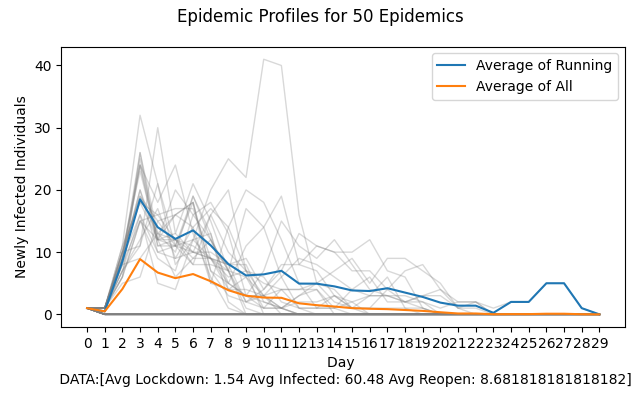 Epidemic Profiles for 50 Epidemics
Average of Running
Average of All
Newly Infected Individuals
40
30
20
10
0
0 1 2 3 4 5 6 7 8 9 10 11 12 13 14 15 16 17 18 19 20 21 22 23 24 25 26 27 28 29
Day
DATA:[Avg Lockdown: 1.54 Avg Infected: 60.48 Avg Reopen: 8.681818181818182]